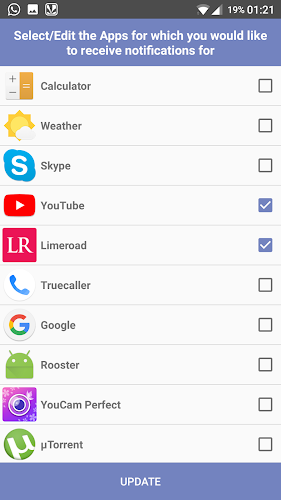 19% 01:21
Select/Edit the Apps for which you would like
to receive notifications for
Calculator
Weather
Skype
YouTube
LR Limeroad
Truecaller
Google
Rooster
YouCam Perfect
µTorrent
UPDATE